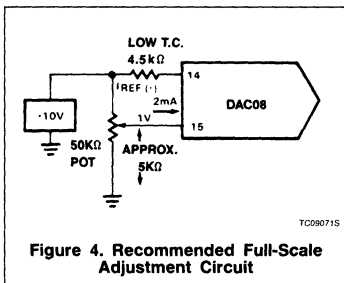 LOW T.C.
4.5kΩ
14
IREF (·)
2mA
DAC08
·10V
1V
15
50KΩ
POT
APPROX.
5KΩ
TC09071S
Figure 4. Recommended Full-Scale
Adjustment Circuit